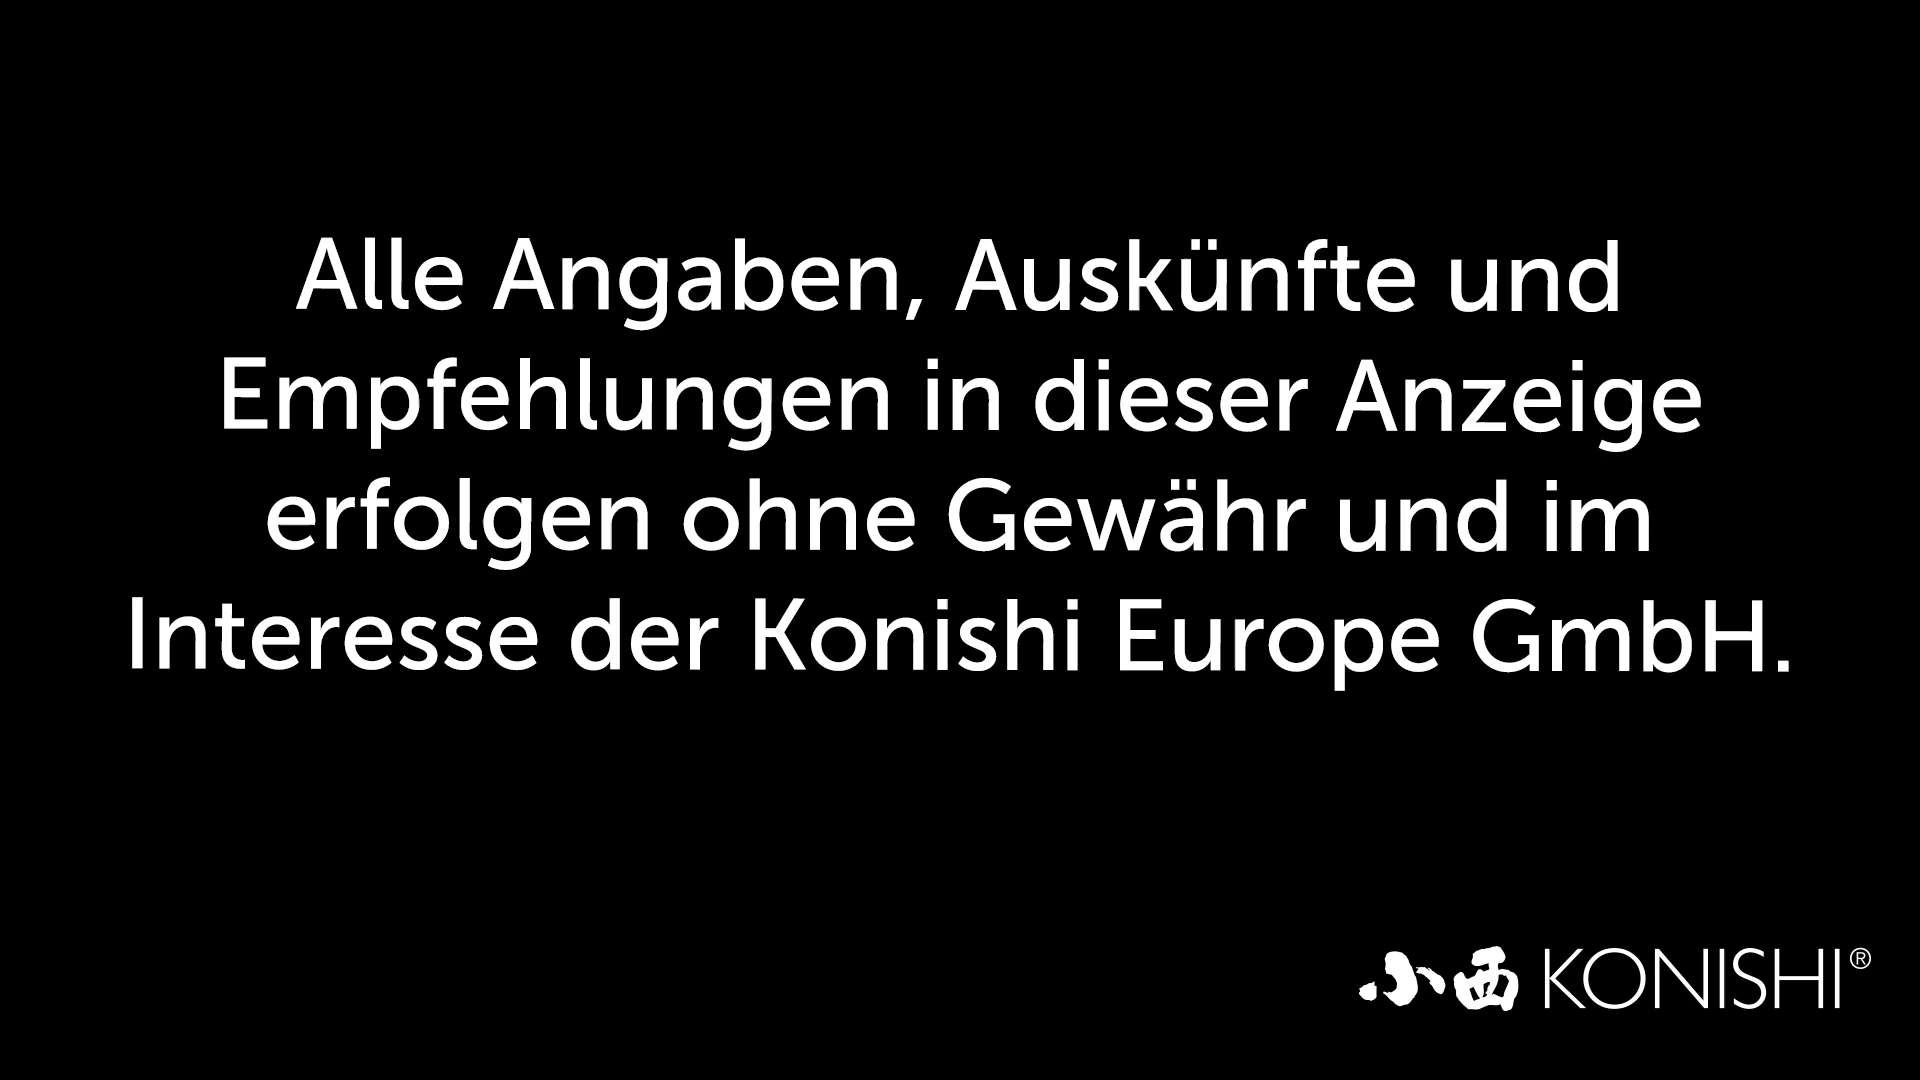 Alle Angaben, Auskünfte und
Empfehlungen in dieser Anzeige
erfolgen ohne Gewähr und im
Interesse der Konishi Europe GmbH.
小西 KONISHI®